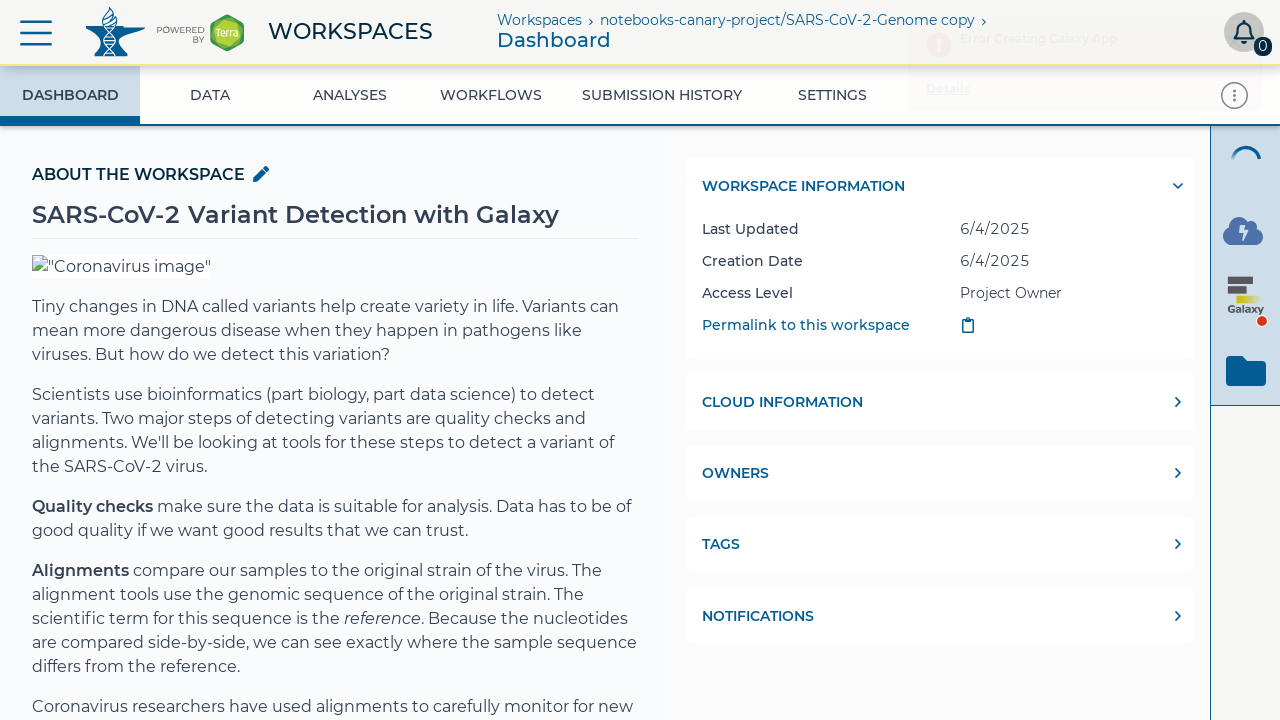 POWERED BY Terra
WORKSPACES
Workspaces › notebooks-canary-project/SARS-CoV-2-Genome copy ›
Dashboard
Error Creating Galaxy App
Details
0
DASHBOARD
DATA
ANALYSES
WORKFLOWS
SUBMISSION HISTORY
SETTINGS
ABOUT THE WORKSPACE
SARS-CoV-2 Variant Detection with Galaxy
"Coronavirus image"
Tiny changes in DNA called variants help create variety in life. Variants can
mean more dangerous disease when they happen in pathogens like
viruses. But how do we detect this variation?
Scientists use bioinformatics (part biology, part data science) to detect
variants. Two major steps of detecting variants are quality checks and
alignments. We'll be looking at tools for these steps to detect a variant of
the SARS-CoV-2 virus.
Quality checks make sure the data is suitable for analysis. Data has to be of
good quality if we want good results that we can trust.
Alignments compare our samples to the original strain of the virus. The
alignment tools use the genomic sequence of the original strain. The
scientific term for this sequence is the reference. Because the nucleotides
are compared side-by-side, we can see exactly where the sample sequence
differs from the reference.
Coronavirus researchers have used alignments to carefully monitor for new
WORKSPACE INFORMATION
Last Updated 6/4/2025
Creation Date 6/4/2025
Access Level Project Owner
Permalink to this workspace
CLOUD INFORMATION
OWNERS
TAGS
NOTIFICATIONS
Galaxy